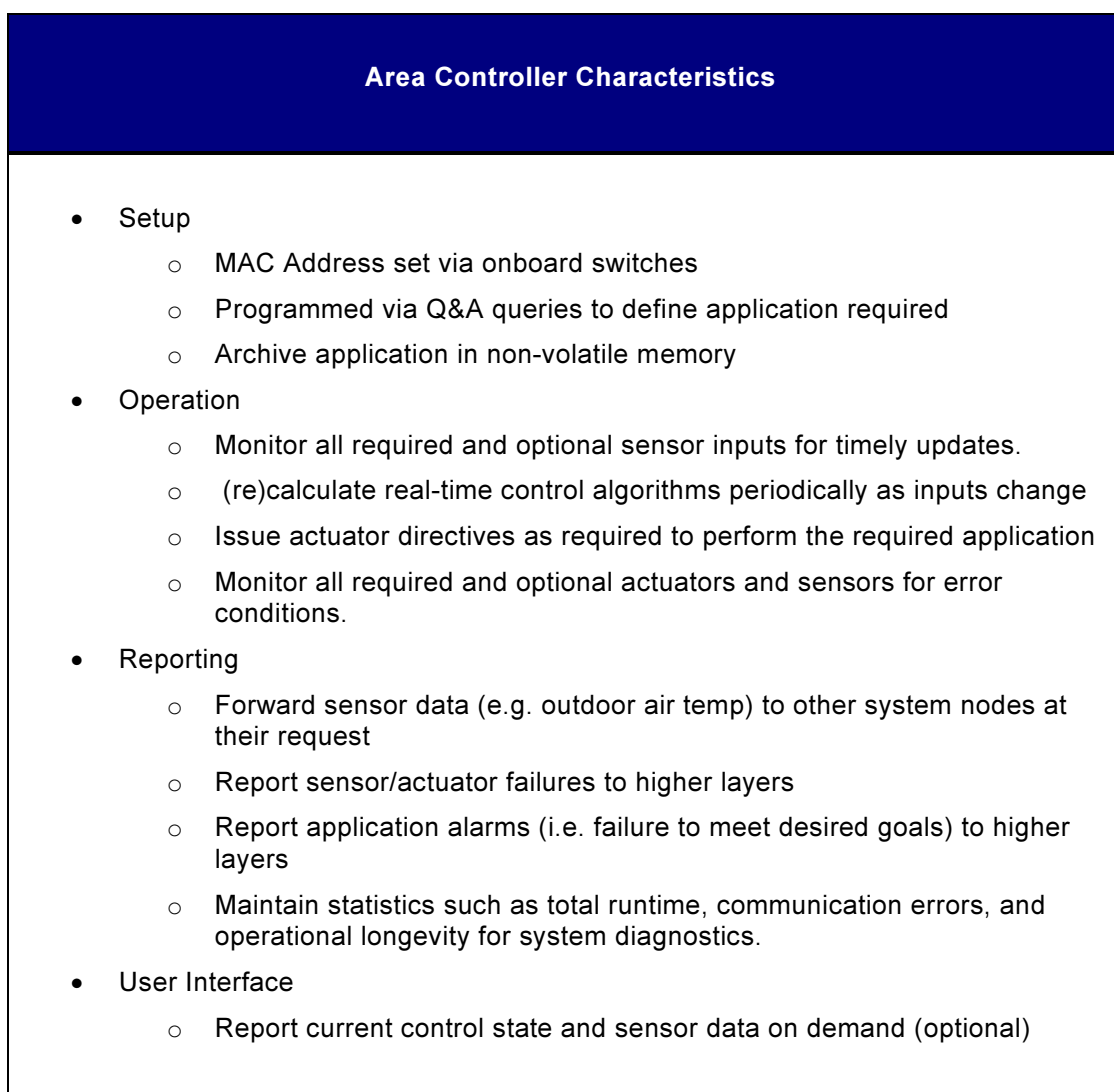 Area Controller Characteristics
• Setup
o MAC Address set via onboard switches
o Programmed via Q&A queries to define application required
o Archive application in non-volatile memory
• Operation
o Monitor all required and optional sensor inputs for timely updates.
o (re)calculate real-time control algorithms periodically as inputs change
o Issue actuator directives as required to perform the required application
o Monitor all required and optional actuators and sensors for error
conditions.
• Reporting
o Forward sensor data (e.g. outdoor air temp) to other system nodes at
their request
o Report sensor/actuator failures to higher layers
o Report application alarms (i.e. failure to meet desired goals) to higher
layers
o Maintain statistics such as total runtime, communication errors, and
operational longevity for system diagnostics.
• User Interface
o Report current control state and sensor data on demand (optional)